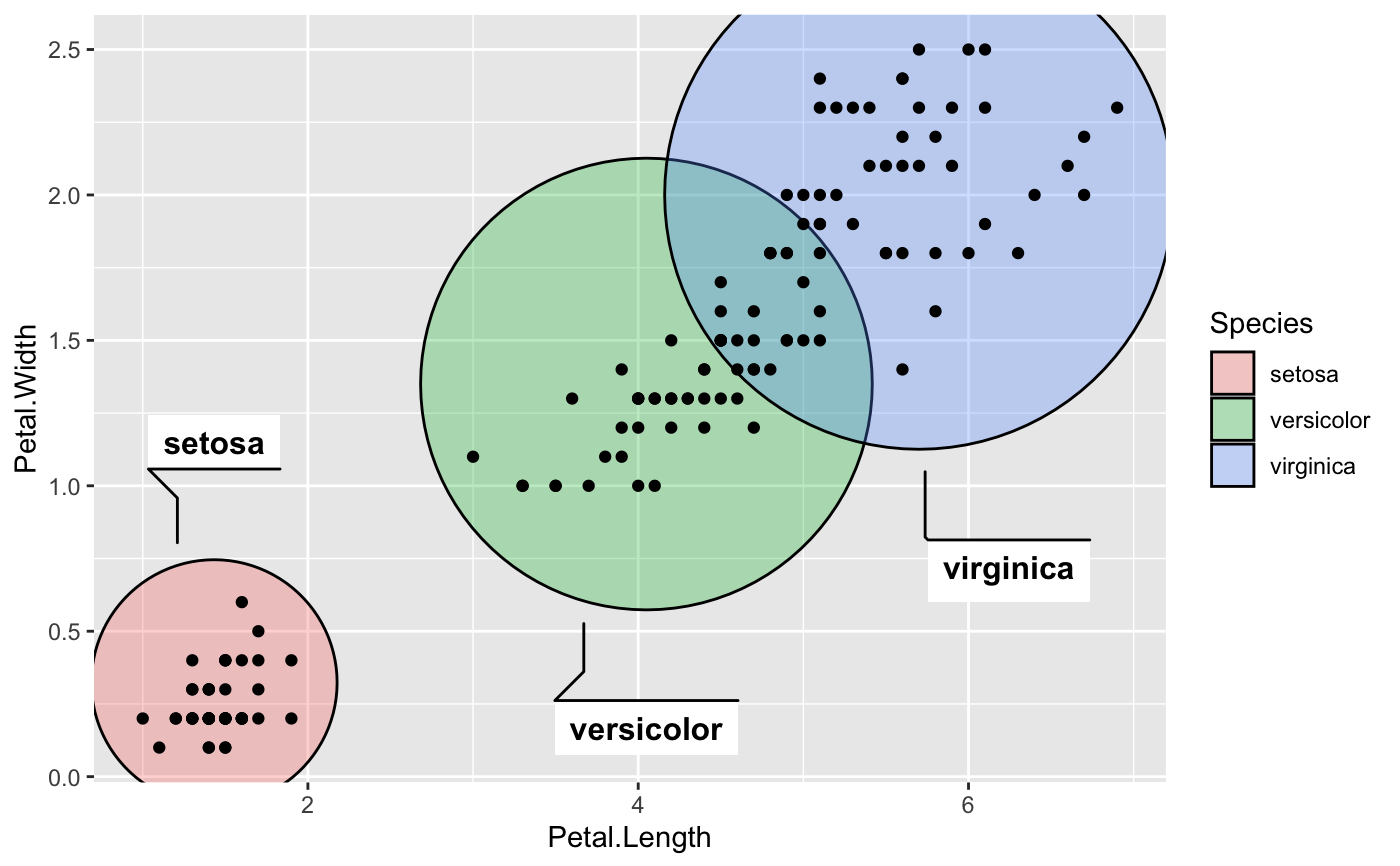 2.5
2.0
1.5
1.0
0.5
0.0
Petal.Width
setosa
versicolor
virginica
2
4
6
Petal.Length
Species
setosa
versicolor
virginica